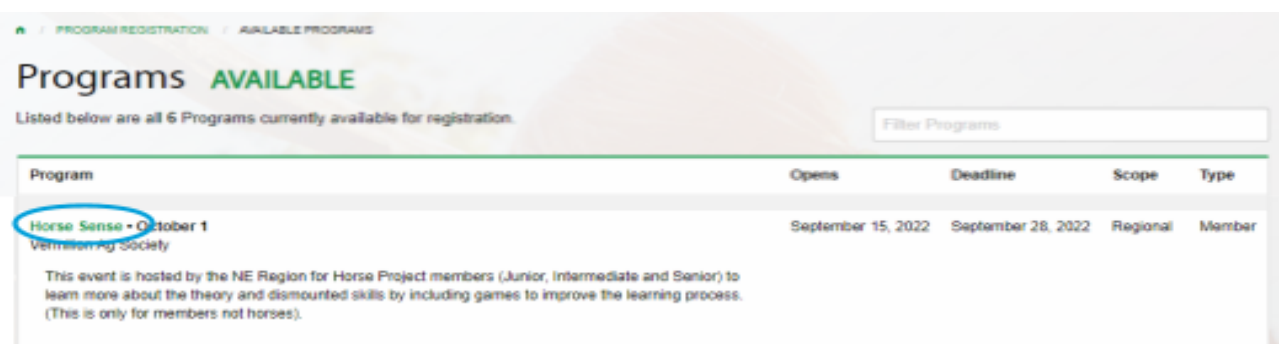 / PROGRAM REGISTRATION / AVAILABLE PROGRAMS
Programs AVAILABLE
Listed below are all 6 Programs currently available for registration.
Filter Programs
Program Opens Deadline Scope Type
Horse Sense • October 1 September 15, 2022 September 28, 2022 Regional Member
Vermilion Ag Society
This event is hosted by the NE Region for Horse Project members (Junior, Intermediate and Senior) to
learn more about the theory and dismounted skills by including games to improve the learning process.
(This is only for members not horses).